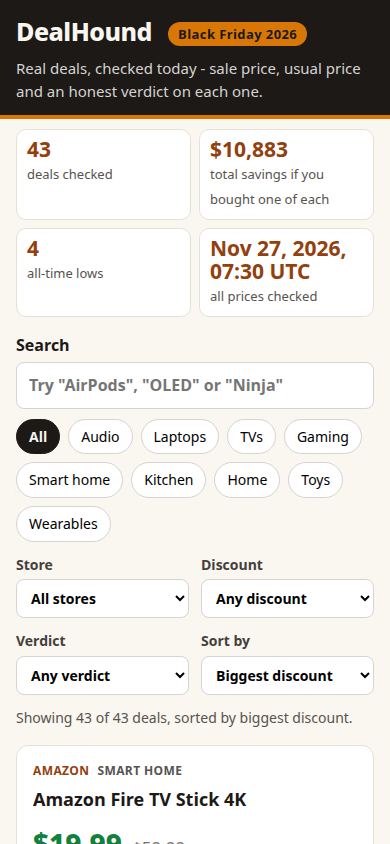 DealHound Black Friday 2026
Real deals, checked today - sale price, usual price
and an honest verdict on each one.
43
deals checked
$10,883
total savings if you
bought one of each
4
all-time lows
Nov 27, 2026,
07:30 UTC
all prices checked
Search
Try "AirPods", "OLED" or "Ninja"
All Audio Laptops TVs Gaming
Smart home Kitchen Home Toys
Wearables
Store Discount
All stores Any discount
Verdict Sort by
Any verdict Biggest discount
Showing 43 of 43 deals, sorted by biggest discount.
AMAZON SMART HOME
Amazon Fire TV Stick 4K
$19.99